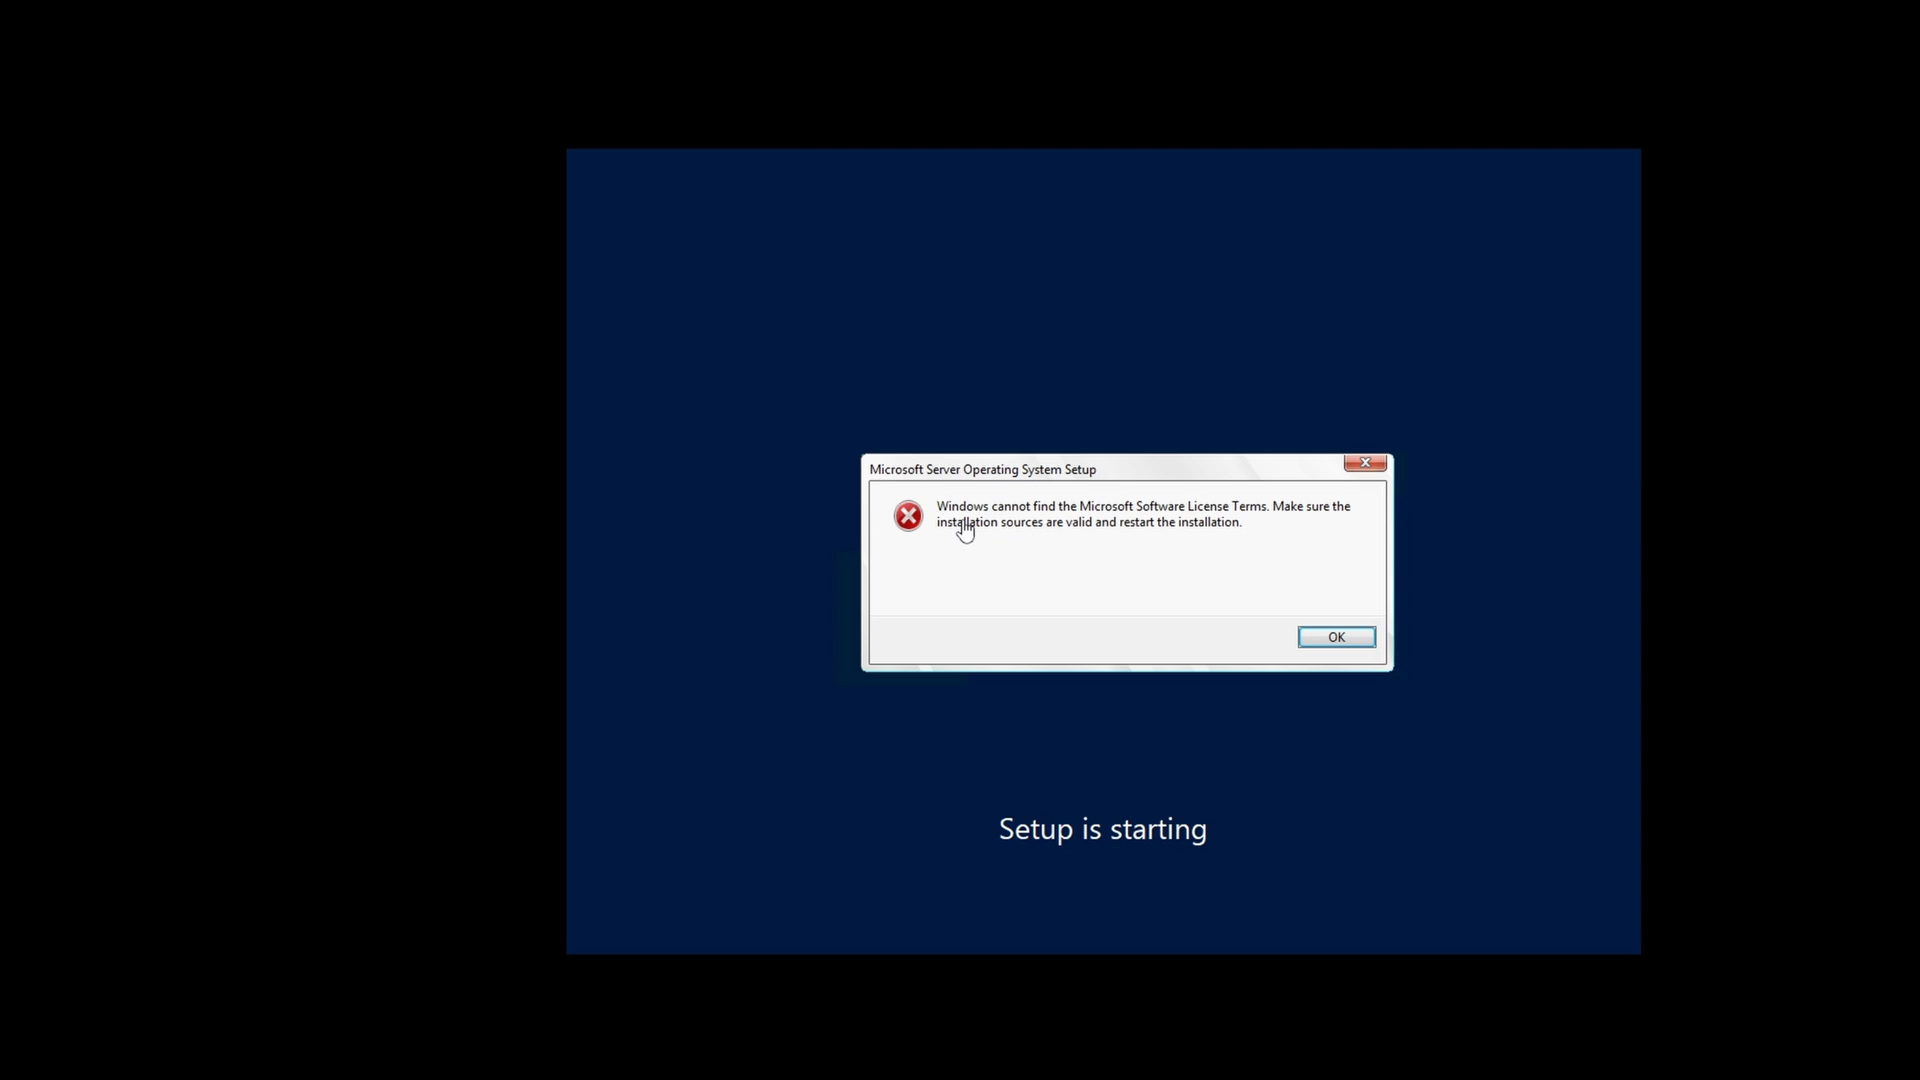 Microsoft Server Operating System Setup
Windows cannot find the Microsoft Software License Terms. Make sure the
installation sources are valid and restart the installation.
OK
Setup is starting